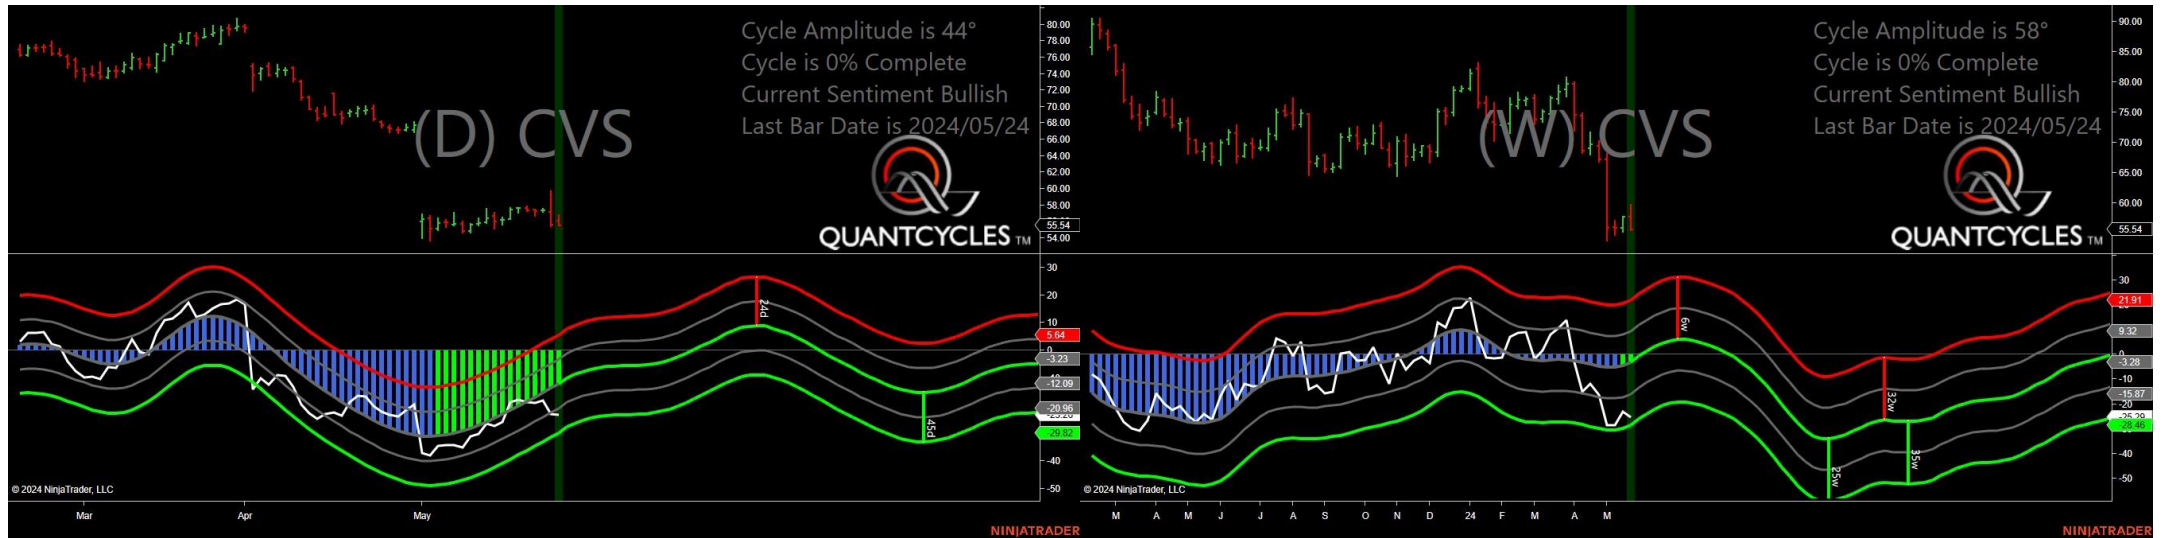 Cycle Amplitude is 44°
Cycle is 0% Complete
Current Sentiment Bullish
Last Bar Date is 2024/05/24
(D) CVS
QUANTCYCLES TM
80.00
78.00
76.00
74.00
72.00
70.00
68.00
66.00
64.00
62.00
60.00
58.00
55.54
54.00
30
20
10
5.64
0
-3.23
-12.09
-20.96
-29.82
-40
-50
24d
45d
© 2024 NinjaTrader, LLC
Mar
Apr
May
NINJATRADER
Cycle Amplitude is 58°
Cycle is 0% Complete
Current Sentiment Bullish
Last Bar Date is 2024/05/24
(W) CVS
QUANTCYCLES TM
90.00
85.00
80.00
75.00
70.00
65.00
60.00
55.54
30
21.91
9.32
-3.28
-10
-15.87
-20
-25.29
-28.46
-40
-50
6w
32w
25w
35w
© 2024 NinjaTrader, LLC
M A M J J A S O N D 24 F M A M
NINJATRADER